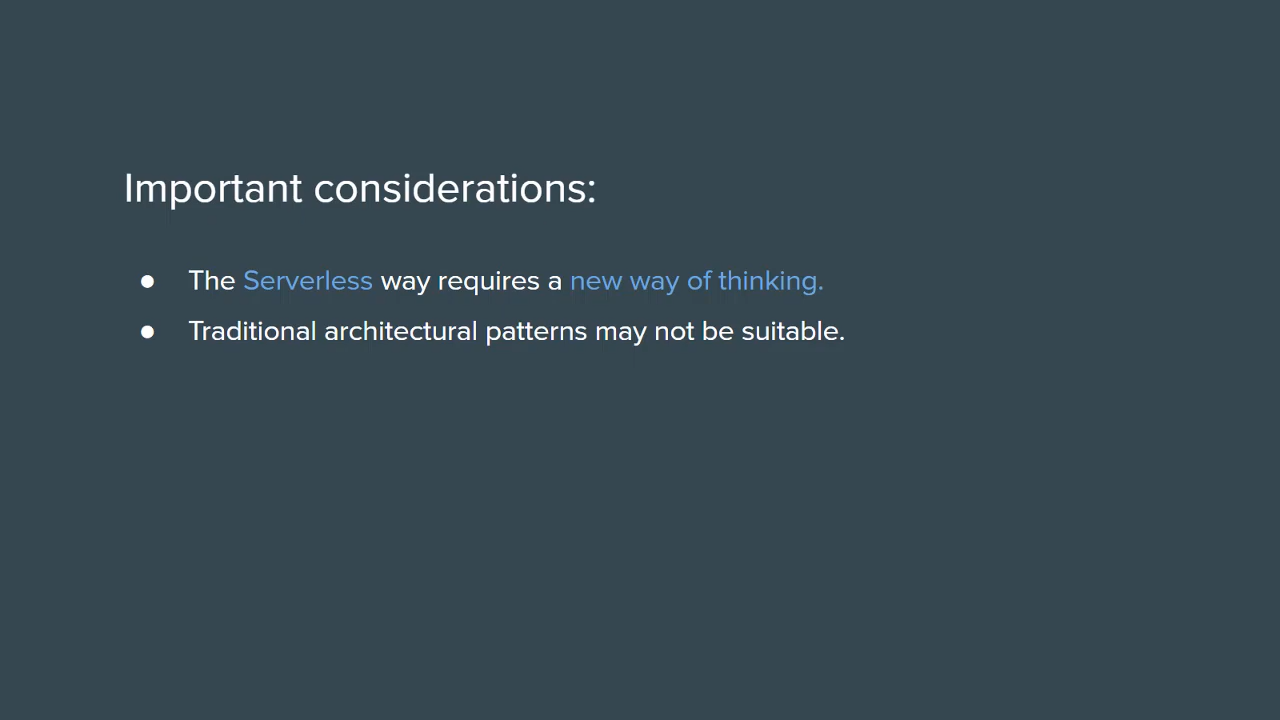 Important considerations:
● The Serverless way requires a new way of thinking.
● Traditional architectural patterns may not be suitable.